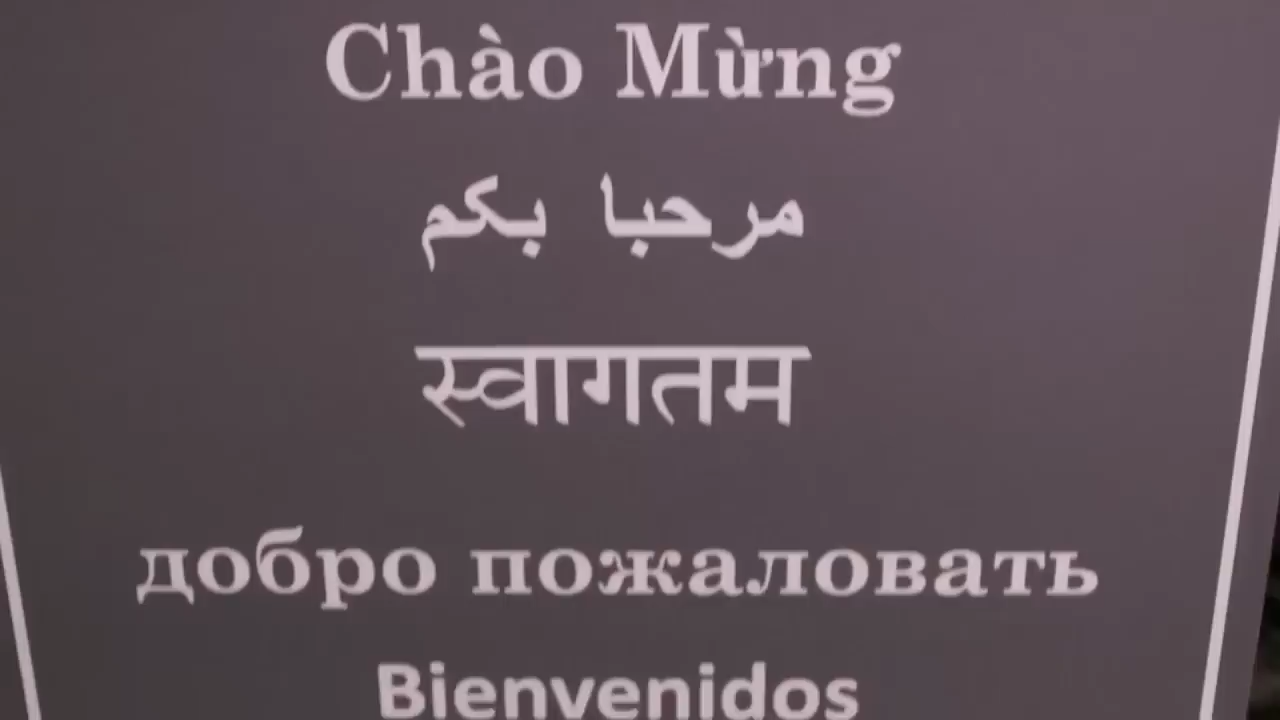 Chào Mừng
مرحبا بكم
स्वागतम
добро пожаловать
Bienvenidos